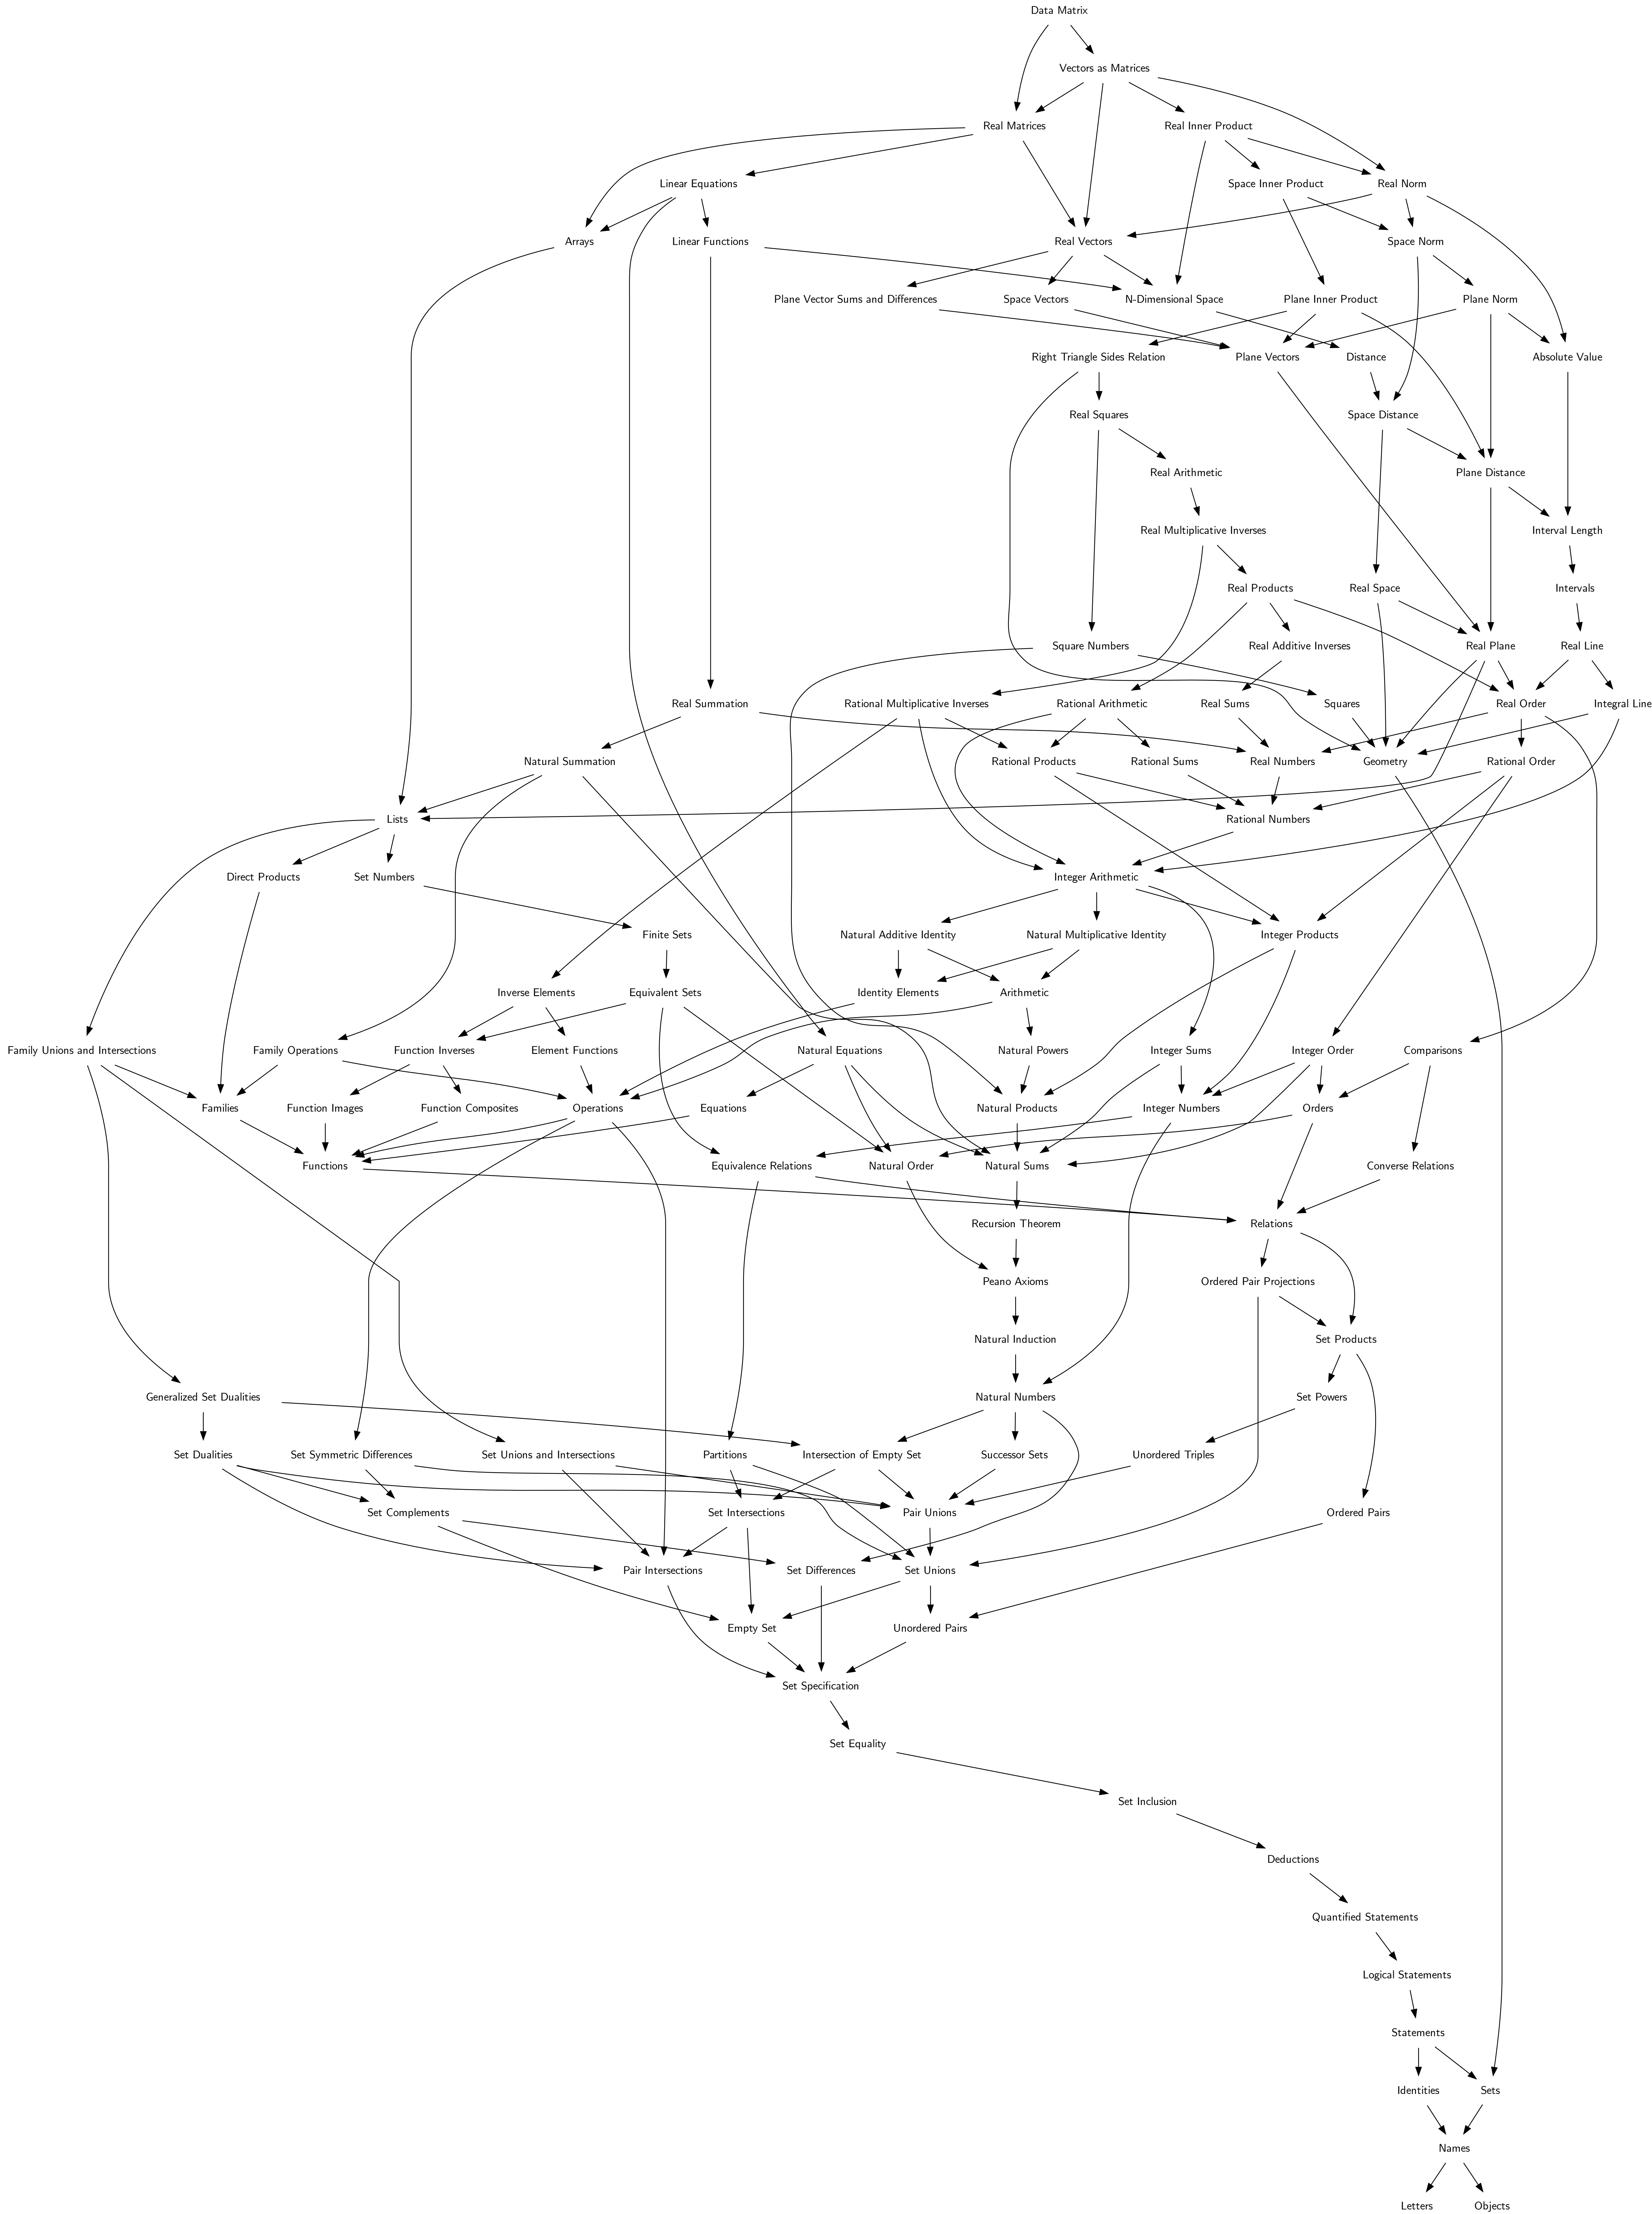 Data Matrix
Vectors as Matrices
Real Matrices
Real Inner Product
Linear Equations
Space Inner Product
Real Norm
Arrays
Linear Functions
Real Vectors
Space Norm
Plane Vector Sums and Differences
Space Vectors
N-Dimensional Space
Plane Inner Product
Plane Norm
Right Triangle Sides Relation
Plane Vectors
Distance
Absolute Value
Real Squares
Space Distance
Real Arithmetic
Plane Distance
Real Multiplicative Inverses
Interval Length
Real Products
Real Space
Intervals
Square Numbers
Real Additive Inverses
Real Plane
Real Line
Real Summation
Rational Multiplicative Inverses
Rational Arithmetic
Real Sums
Squares
Real Order
Integral Line
Natural Summation
Rational Products
Rational Sums
Real Numbers
Geometry
Rational Order
Lists
Rational Numbers
Direct Products
Set Numbers
Integer Arithmetic
Finite Sets
Natural Additive Identity
Natural Multiplicative Identity
Integer Products
Inverse Elements
Equivalent Sets
Identity Elements
Arithmetic
Family Unions and Intersections
Family Operations
Function Inverses
Element Functions
Natural Equations
Natural Powers
Integer Sums
Integer Order
Comparisons
Families
Function Images
Function Composites
Operations
Equations
Natural Products
Integer Numbers
Orders
Functions
Equivalence Relations
Natural Order
Natural Sums
Converse Relations
Recursion Theorem
Relations
Peano Axioms
Ordered Pair Projections
Natural Induction
Set Products
Generalized Set Dualities
Natural Numbers
Set Powers
Set Dualities
Set Symmetric Differences
Set Unions and Intersections
Partitions
Intersection of Empty Set
Successor Sets
Unordered Triples
Set Complements
Set Intersections
Pair Unions
Ordered Pairs
Pair Intersections
Set Differences
Set Unions
Empty Set
Unordered Pairs
Set Specification
Set Equality
Set Inclusion
Deductions
Quantified Statements
Logical Statements
Statements
Identities
Sets
Names
Letters
Objects